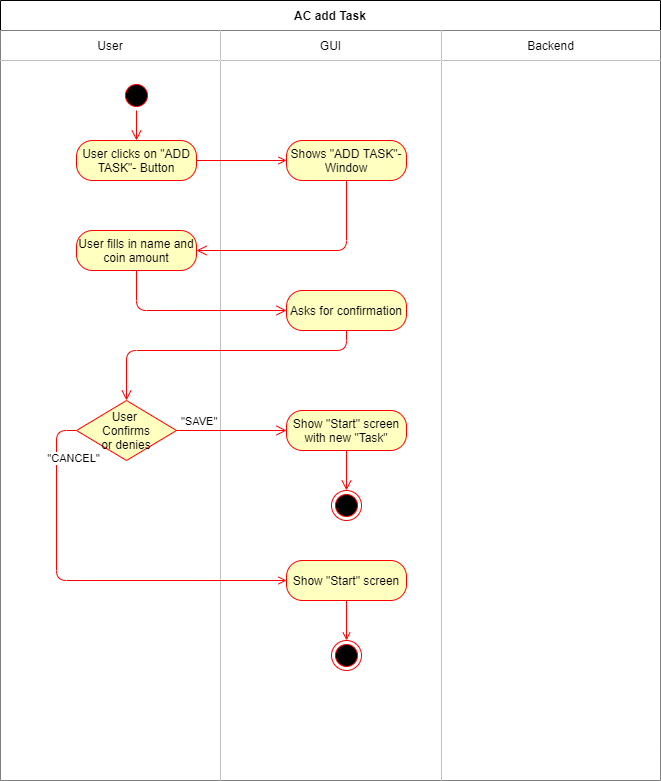 AC add Task
User
GUI
Backend
User clicks on "ADD
TASK"- Button
Shows "ADD TASK"-
Window
User fills in name and
coin amount
Asks for confirmation
User
Confirms
or denies
"SAVE"
Show "Start" screen
with new "Task"
"CANCEL"
Show "Start" screen